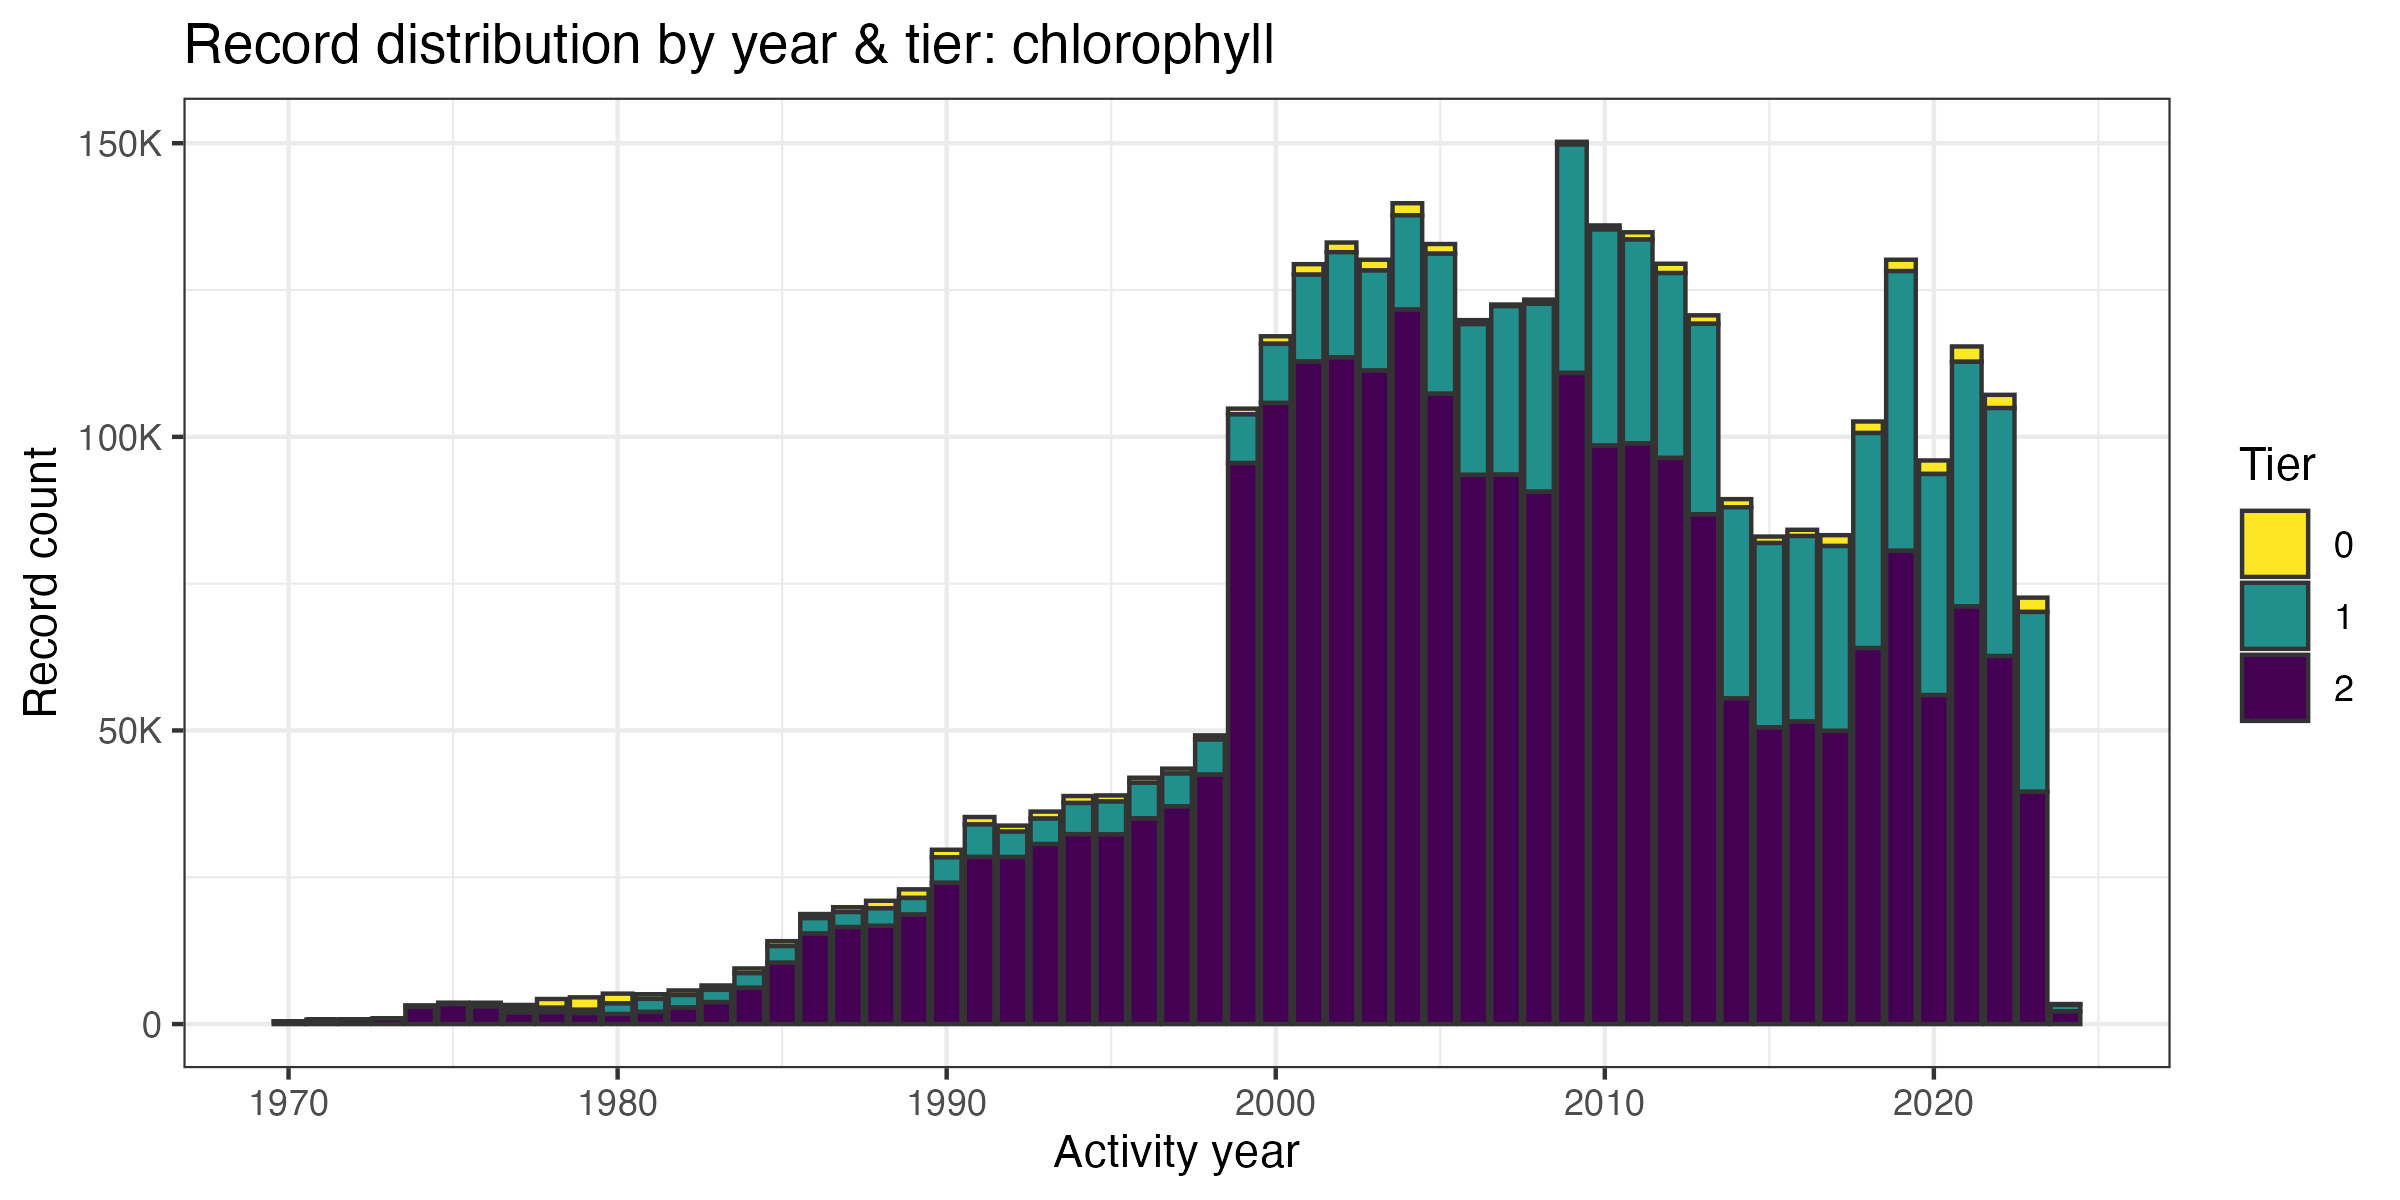 Record distribution by year & tier: chlorophyll
150K
100K
50K
0
Record count
1970 1980 1990 2000 2010 2020
Activity year
Tier
0
1
2